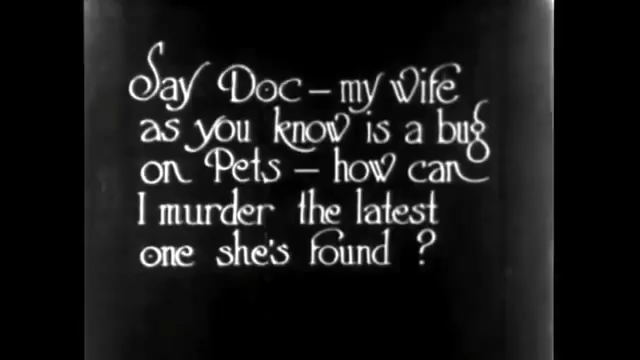 Say Doc – my wife
as you know is a bug
on Pets – how can
I murder the latest
one she's found ?